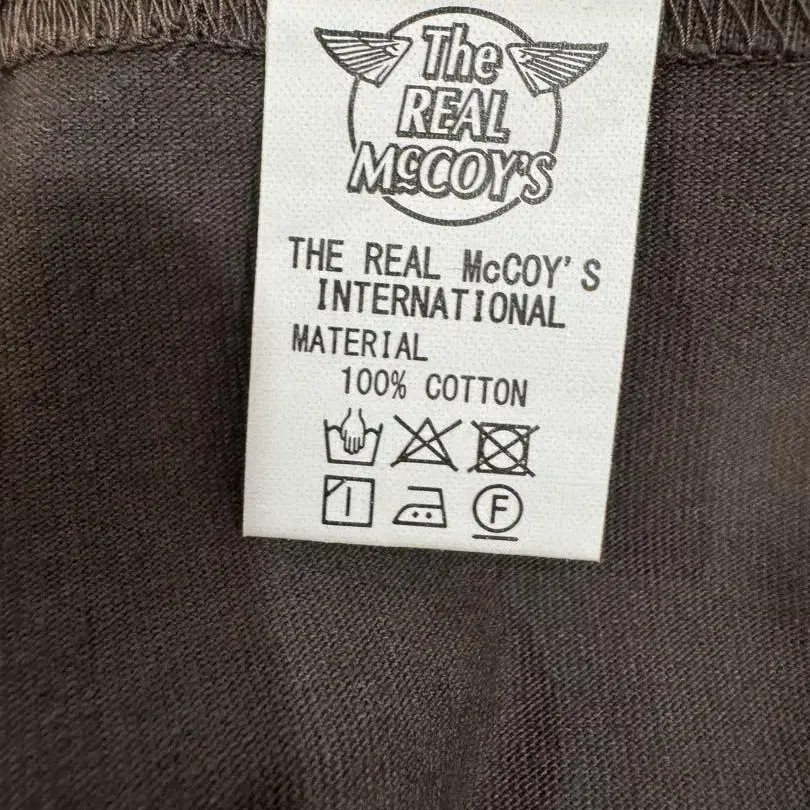 The
REAL
McCOY'S
THE REAL McCOY'S
INTERNATIONAL
MATERIAL
100% COTTON
F